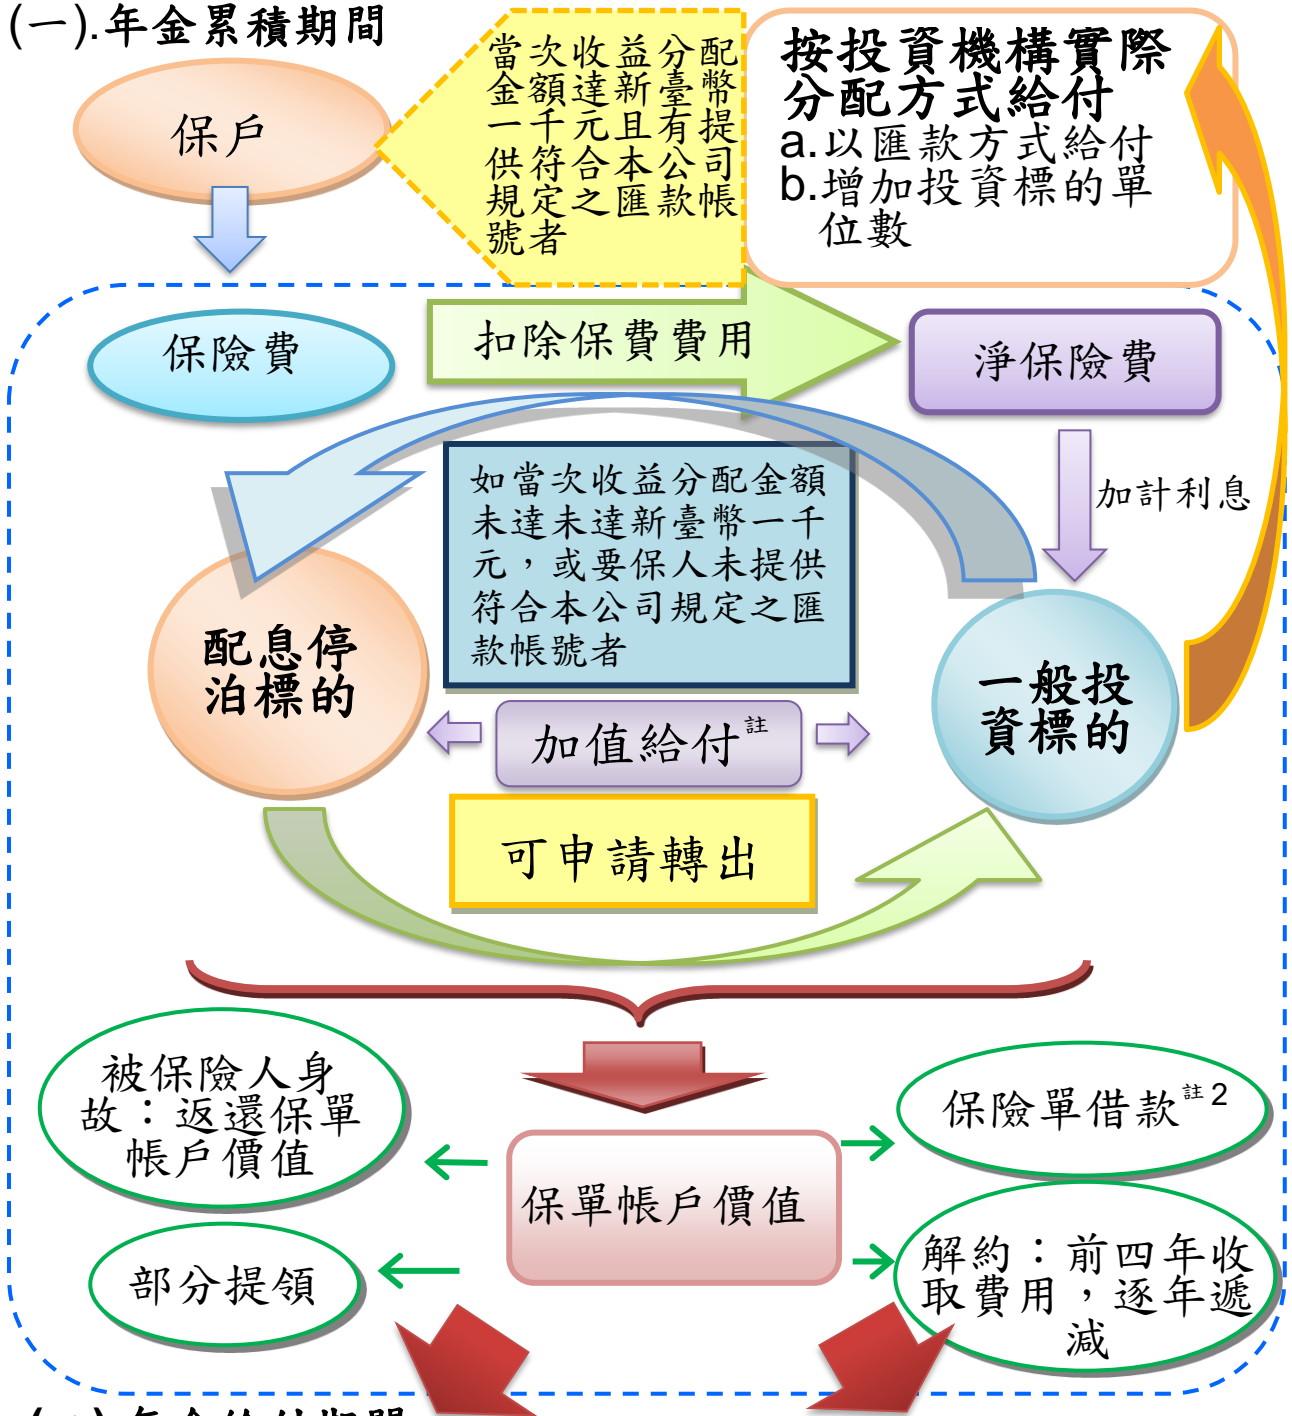 (一).年金累積期間
保戶
當次收益分配
金額達新臺幣
一千元且有提
供符合本公司
規定之匯款帳
號者
按投資機構實際
分配方式給付
a.以匯款方式給付
b.增加投資標的單
位數
保險費
扣除保費費用
淨保險費
加計利息
如當次收益分配金額
未達未達新臺幣一千
元，或要保人未提供
符合本公司規定之匯
款帳號者
配息停
泊標的
一般投
資標的
加值給付註
可申請轉出
被保險人身
故：返還保單
帳戶價值
保險單借款註2
保單帳戶價值
部分提領
解約：前四年收
取費用，逐年遞
減